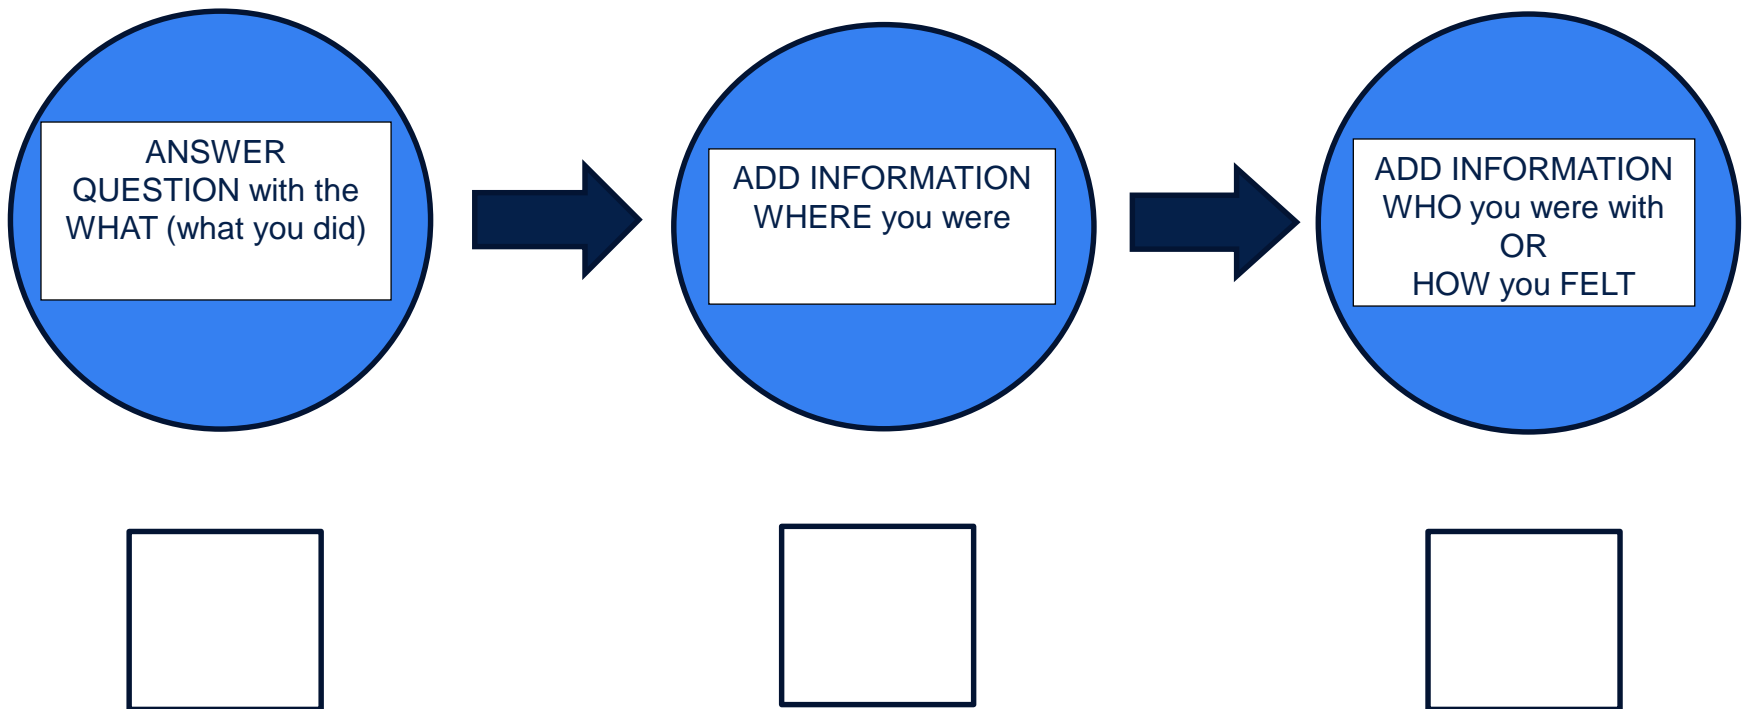 ANSWER
QUESTION with the
WHAT (what you did)
ADD INFORMATION
WHERE you were
ADD INFORMATION
WHO you were with
OR
HOW you FELT